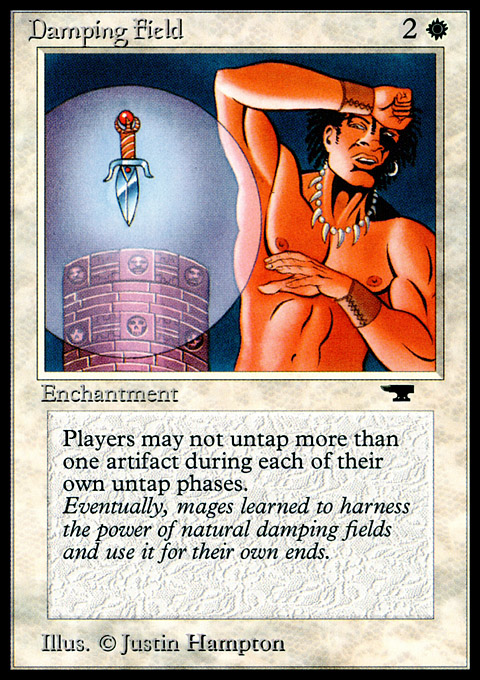 Damping Field 2
Enchantment
Players may not untap more than
one artifact during each of their
own untap phases.
Eventually, mages learned to harness
the power of natural damping fields
and use it for their own ends.
Illus. © Justin Hampton